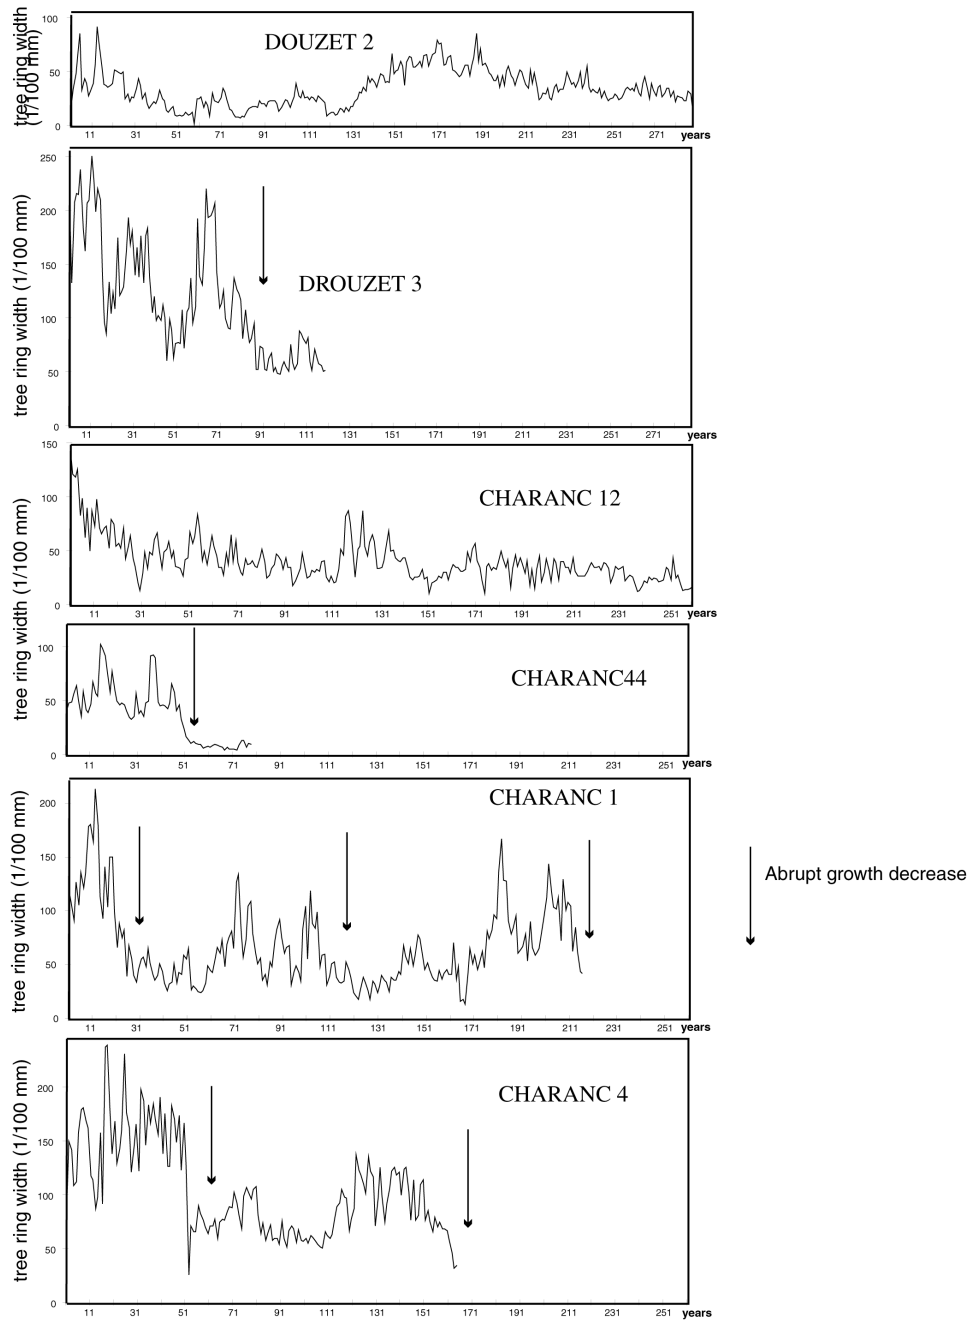 tree ring width
(1/100 mm)
100
50
0
DOUZET 2
11 31 51 71 91 111 131 151 171 191 211 231 251 271 years
tree ring width (1/100 mm)
250
200
150
100
50
0
DROUZET 3
11 31 51 71 91 111 131 151 171 191 211 231 251 271 years
tree ring width (1/100 mm)
150
100
50
0
CHARANC 12
11 31 51 71 91 111 131 151 171 191 211 231 251 years
100
50
0
CHARANC44
11 31 51 71 91 111 131 151 171 191 211 231 251 years
tree ring width (1/100 mm)
200
150
100
50
0
CHARANC 1
11 31 51 71 91 111 131 151 171 191 211 231 251 years
Abrupt growth decrease
tree ring width (1/100 mm)
200
150
100
50
0
CHARANC 4
11 31 51 71 91 111 131 151 171 191 211 231 251 years